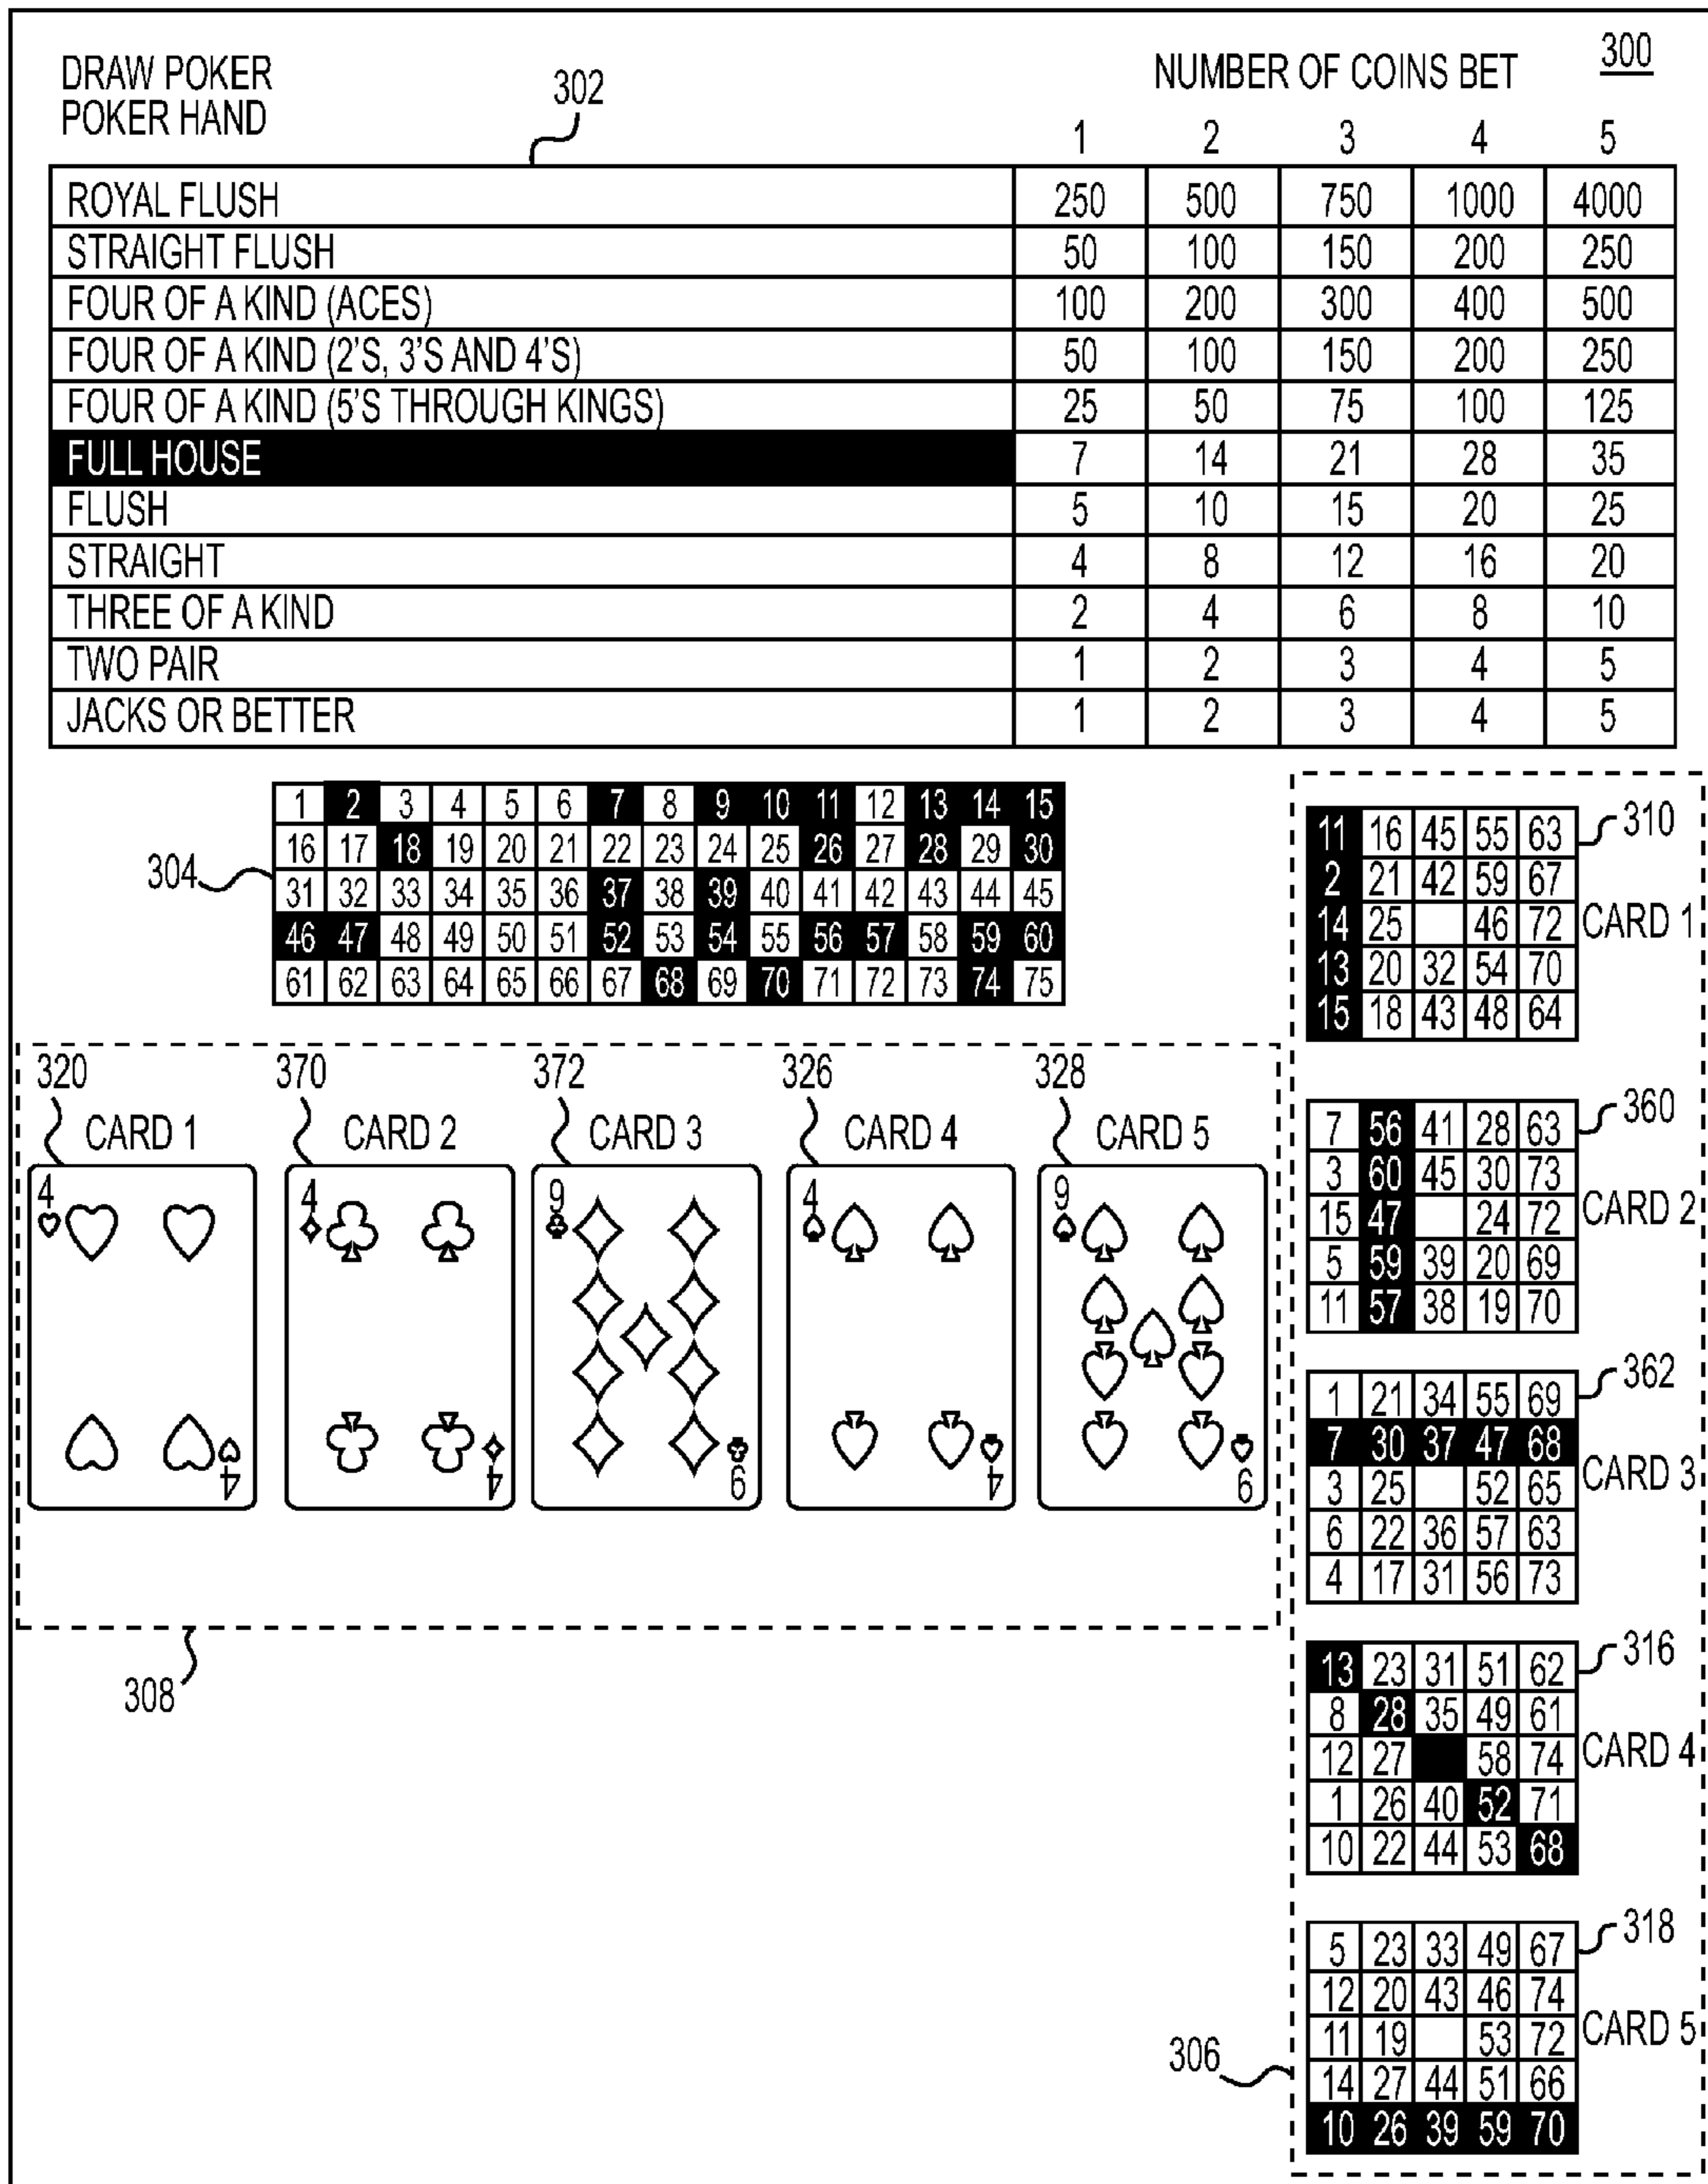 DRAW POKER
POKER HAND
302
NUMBER OF COINS BET
300
1 2 3 4 5
ROYAL FLUSH 250 500 750 1000 4000
STRAIGHT FLUSH 50 100 150 200 250
FOUR OF A KIND (ACES) 100 200 300 400 500
FOUR OF A KIND (2'S, 3'S AND 4'S) 50 100 150 200 250
FOUR OF A KIND (5'S THROUGH KINGS) 25 50 75 100 125
FULL HOUSE 7 14 21 28 35
FLUSH 5 10 15 20 25
STRAIGHT 4 8 12 16 20
THREE OF A KIND 2 4 6 8 10
TWO PAIR 1 2 3 4 5
JACKS OR BETTER 1 2 3 4 5
304
1 2 3 4 5 6 7 8 9 10 11 12 13 14 15
16 17 18 19 20 21 22 23 24 25 26 27 28 29 30
31 32 33 34 35 36 37 38 39 40 41 42 43 44 45
46 47 48 49 50 51 52 53 54 55 56 57 58 59 60
61 62 63 64 65 66 67 68 69 70 71 72 73 74 75
320 370 372 326 328
CARD 1 CARD 2 CARD 3 CARD 4 CARD 5
4 4 9 4 9
4 4 9 4 9
308
310
11 16 45 55 63
2 21 42 59 67
14 25 46 72
CARD 1
13 20 32 54 70
15 18 43 48 64
360
7 56 41 28 63
3 60 45 30 73
15 47 24 72
CARD 2
5 59 39 20 69
11 57 38 19 70
362
1 21 34 55 69
7 30 37 47 68
3 25 52 65
CARD 3
6 22 36 57 63
4 17 31 56 73
316
13 23 31 51 62
8 28 35 49 61
12 27 58 74
CARD 4
1 26 40 52 71
10 22 44 53 68
318
5 23 33 49 67
12 20 43 46 74
11 19 53 72
CARD 5
14 27 44 51 66
10 26 39 59 70
306